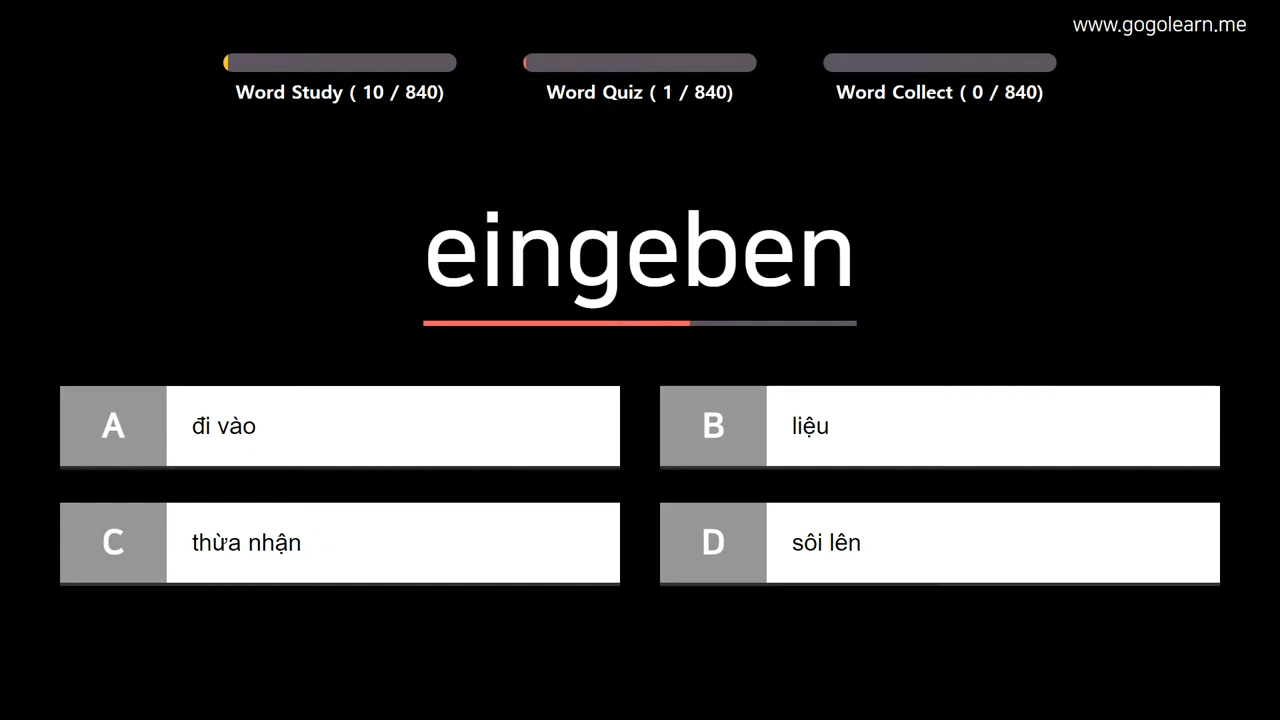 www.gogolearn.me
Word Study ( 10 / 840)
Word Quiz ( 1 / 840)
Word Collect ( 0 / 840)
eingeben
A đi vào
B liệu
C thừa nhận
D sôi lên